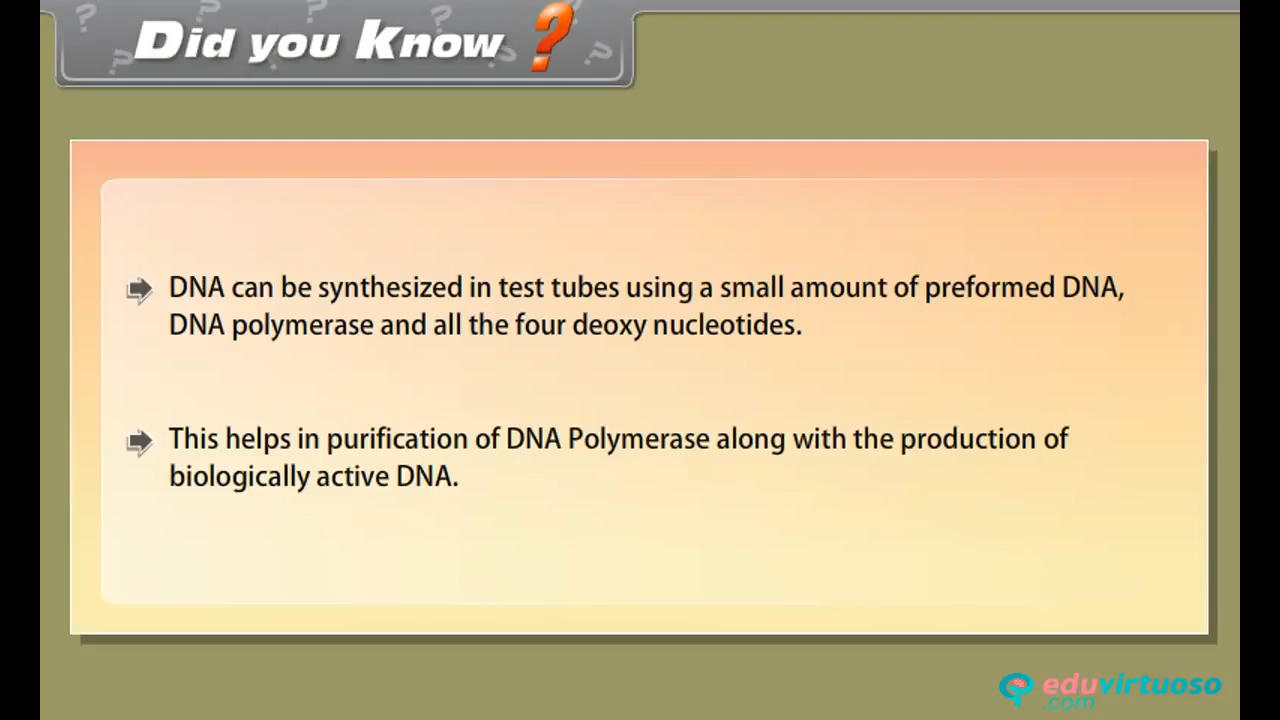 Did you Know ?
DNA can be synthesized in test tubes using a small amount of preformed DNA,
DNA polymerase and all the four deoxy nucleotides.
This helps in purification of DNA Polymerase along with the production of
biologically active DNA.
eduvirtuoso
.com